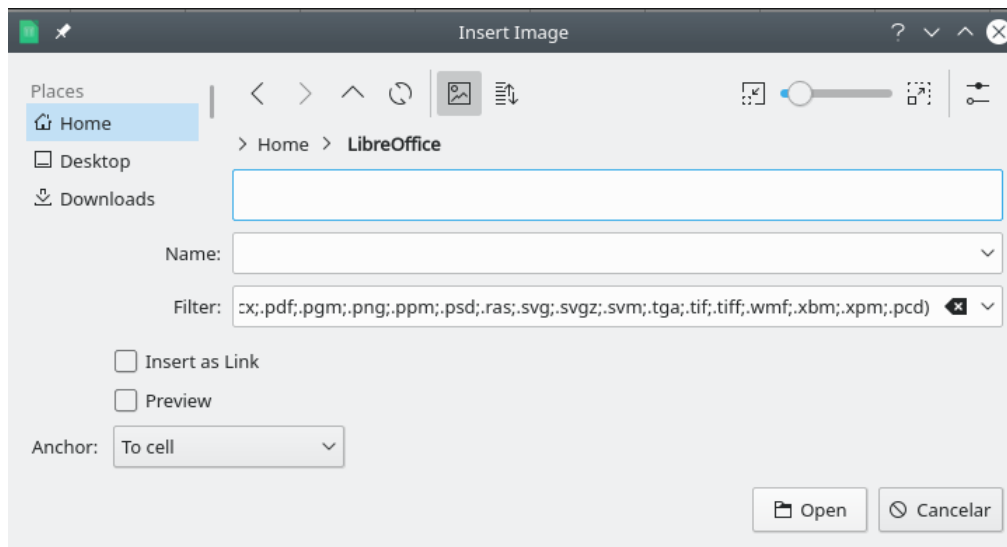 Insert Image
Places
Home
Desktop
Downloads
> Home > LibreOffice
Name:
Filter: cx;.pdf;.pgm;.png;.ppm;.psd;.ras;.svg;.svgz;.svm;.tga;.tif;.tiff;.wmf;.xbm;.xpm;.pcd)
Insert as Link
Preview
Anchor: To cell
Open Cancelar